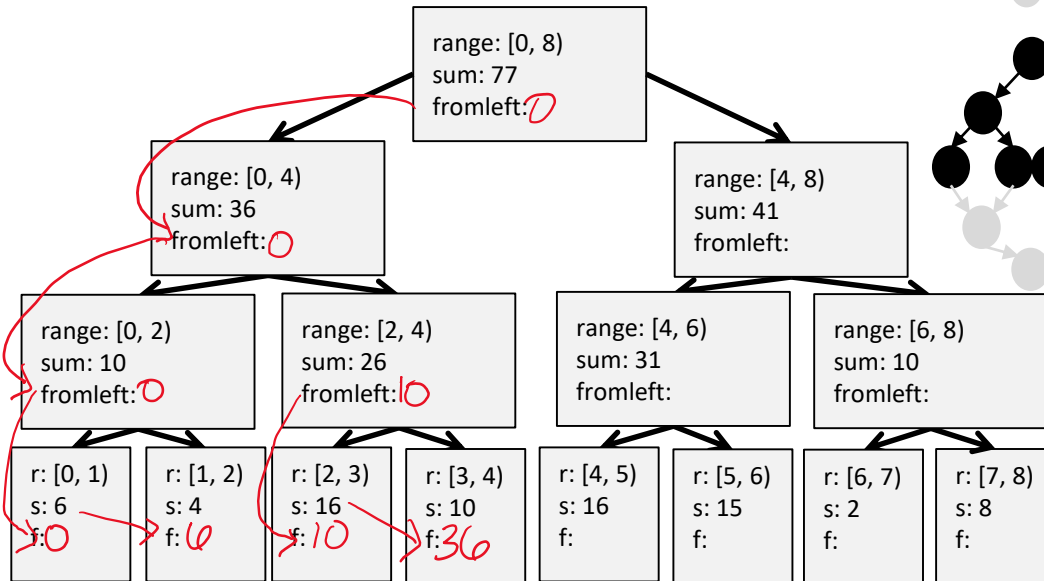 range: [0, 8)
sum: 77
fromleft: 0
range: [0, 4)
sum: 36
fromleft: 0
range: [4, 8)
sum: 41
fromleft:
range: [0, 2)
sum: 10
fromleft: 0
range: [2, 4)
sum: 26
fromleft: 10
range: [4, 6)
sum: 31
fromleft:
range: [6, 8)
sum: 10
fromleft:
r: [0, 1)
s: 6
f: 0
r: [1, 2)
s: 4
f: 6
r: [2, 3)
s: 16
f: 10
r: [3, 4)
s: 10
f: 36
r: [4, 5)
s: 16
f:
r: [5, 6)
s: 15
f:
r: [6, 7)
s: 2
f:
r: [7, 8)
s: 8
f: